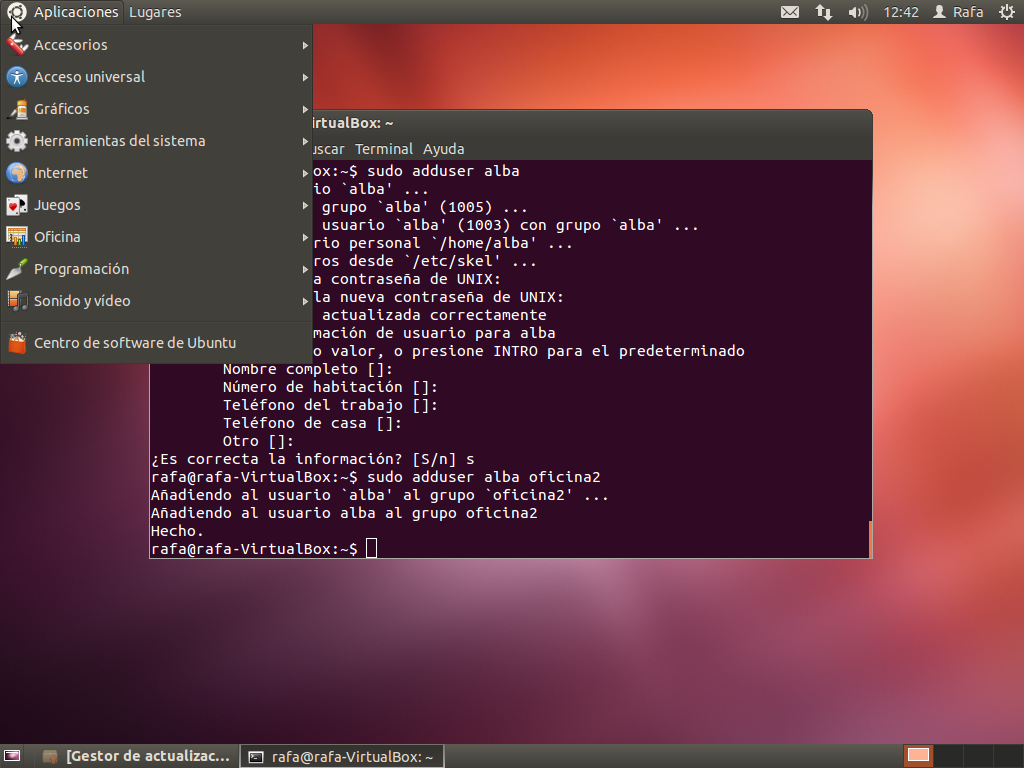 Aplicaciones Lugares 12:42 Rafa
Accesorios
Acceso universal
Gráficos
Herramientas del sistema
Internet
Juegos
Oficina
Programación
Sonido y vídeo
Centro de software de Ubuntu
irtualBox: ~
uscar Terminal Ayuda
ox:~$ sudo adduser alba
io `alba' ...
grupo `alba' (1005) ...
usuario `alba' (1003) con grupo `alba' ...
rio personal `/home/alba' ...
ros desde `/etc/skel' ...
a contraseña de UNIX:
la nueva contraseña de UNIX:
actualizada correctamente
mación de usuario para alba
o valor, o presione INTRO para el predeterminado
Nombre completo []:
Número de habitación []:
Teléfono del trabajo []:
Teléfono de casa []:
Otro []:
¿Es correcta la información? [S/n] s
rafa@rafa-VirtualBox:~$ sudo adduser alba oficina2
Añadiendo al usuario `alba' al grupo `oficina2' ...
Añadiendo al usuario alba al grupo oficina2
Hecho.
rafa@rafa-VirtualBox:~$
[Gestor de actualizac... rafa@rafa-VirtualBox: ~